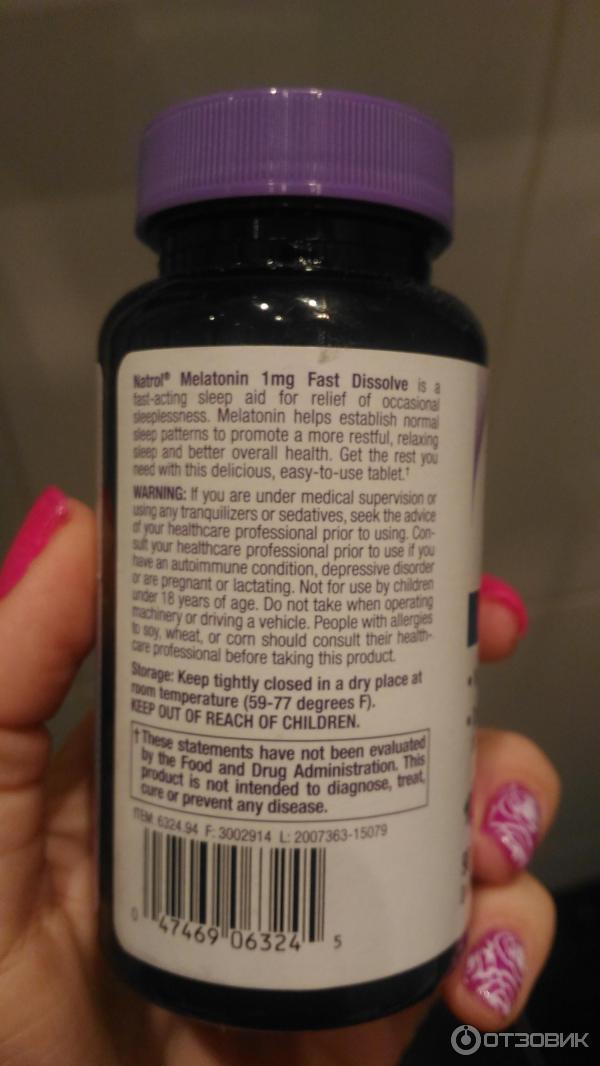 Natrol® Melatonin 1mg Fast Dissolve is a
fast-acting sleep aid for relief of occasional
sleeplessness. Melatonin helps establish normal
sleep patterns to promote a more restful, relaxing
sleep and better overall health. Get the rest you
need with this delicious, easy-to-use tablet.†
WARNING: If you are under medical supervision or
using any tranquilizers or sedatives, seek the advice
of your healthcare professional prior to using. Con-
sult your healthcare professional prior to use if you
have an autoimmune condition, depressive disorder
or are pregnant or lactating. Not for use by children
under 18 years of age. Do not take when operating
machinery or driving a vehicle. People with allergies
to soy, wheat, or corn should consult their health-
care professional before taking this product.
Storage: Keep tightly closed in a dry place at
room temperature (59-77 degrees F).
KEEP OUT OF REACH OF CHILDREN.
† These statements have not been evaluated
by the Food and Drug Administration. This
product is not intended to diagnose, treat,
cure or prevent any disease.
ITEM 6324.94 F: 3002914 L: 2007363-15079
0 47469 06324 5
ОТЗОВИК